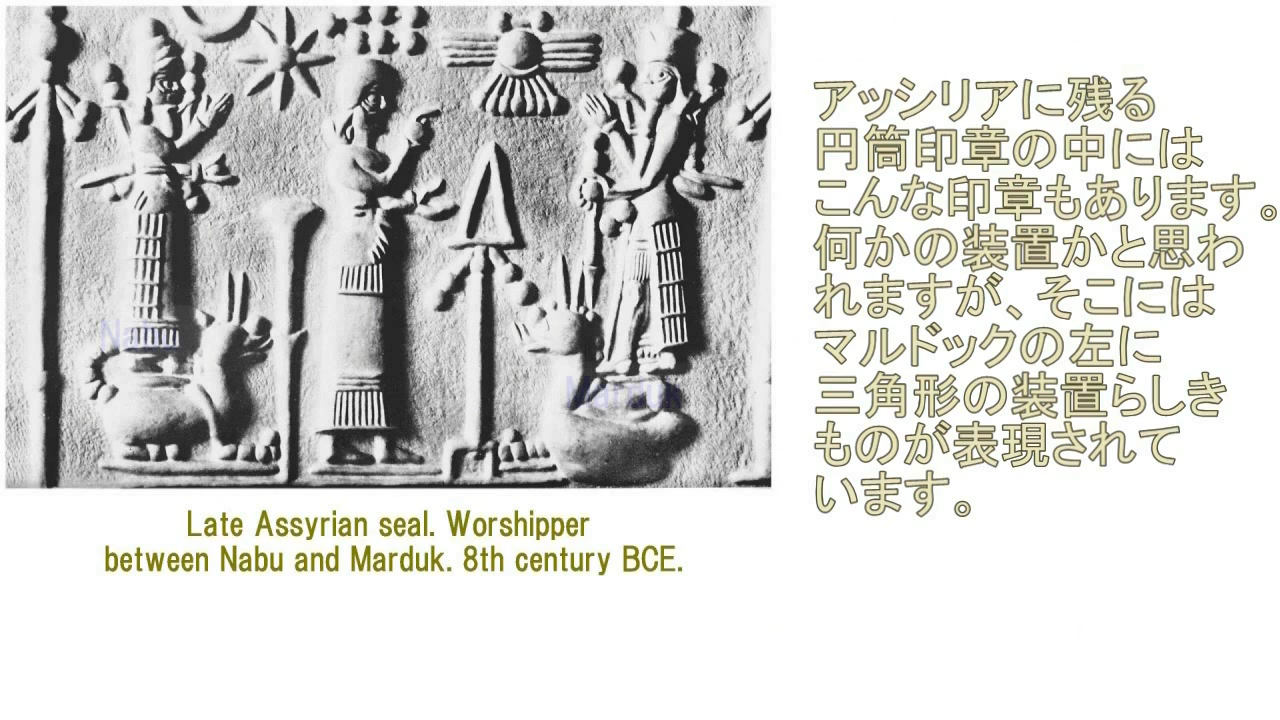 Nabu
Marduk
Late Assyrian seal. Worshipper
between Nabu and Marduk. 8th century BCE.
アッシリアに残る
円筒印章の中には
こんな印章もあります。
何かの装置かと思わ
れますが、そこには
マルドックの左に
三角形の装置らしき
ものが表現されて
います。